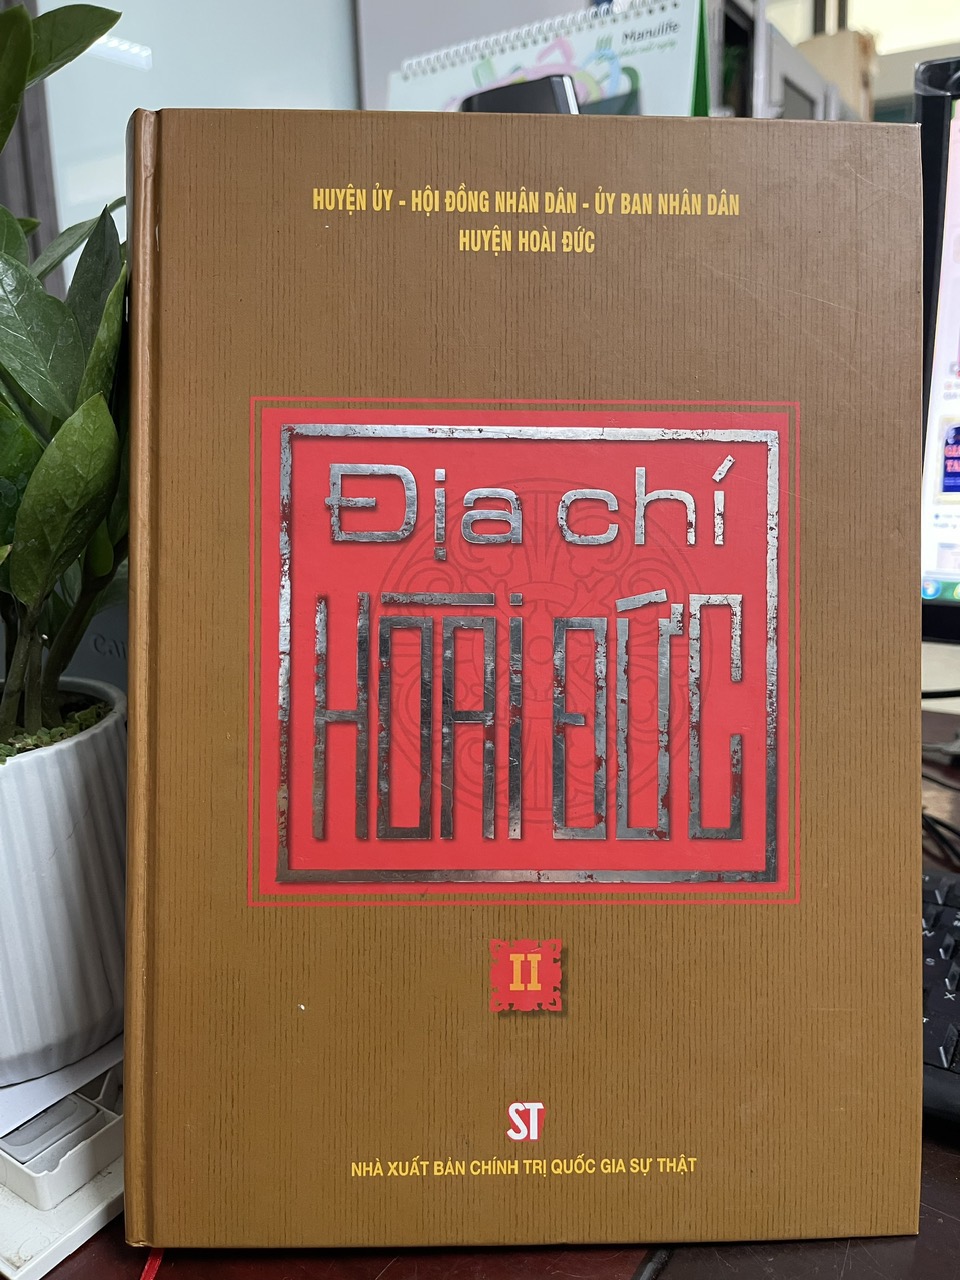 Manulife
HUYỆN ỦY - HỘI ĐỒNG NHÂN DÂN - ỦY BAN NHÂN DÂN
HUYỆN HOÀI ĐỨC
Địa chí
HOÀI ĐỨC
II
ST
NHÀ XUẤT BẢN CHÍNH TRỊ QUỐC GIA SỰ THẬT